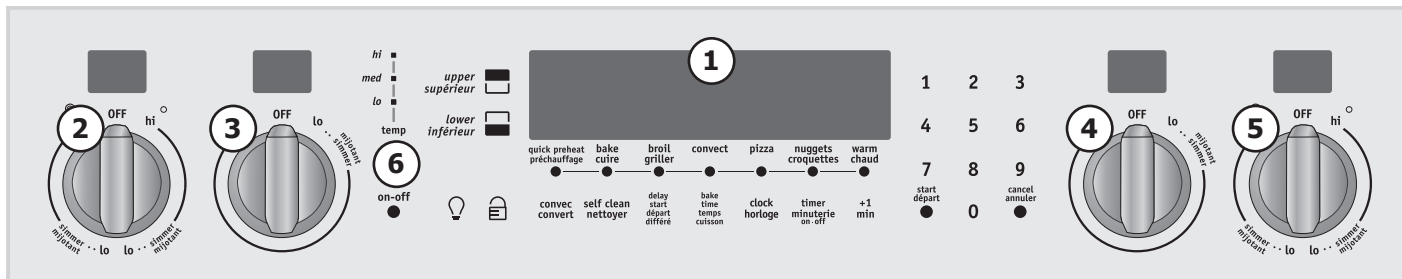 1
2
OFF
hi
simmer
mijotant
lo
lo
simmer
mijotant
3
OFF
lo
mijotant
simmer
hi
med
lo
temp
6
on-off
upper
supérieur
lower
inférieur
quick preheat
préchauffage
bake
cuire
broil
griller
convect
pizza
nuggets
croquettes
warm
chaud
convec
convert
self clean
nettoyer
delay
start
départ
différé
bake
time
temps
cuisson
clock
horloge
timer
minuterie
on-off
+1
min
1 2 3
4 5 6
7 8 9
start
départ
0
cancel
annuler
4
OFF
lo
mijotant
simmer
5
OFF
hi
simmer
mijotant
lo
lo
simmer
mijotant